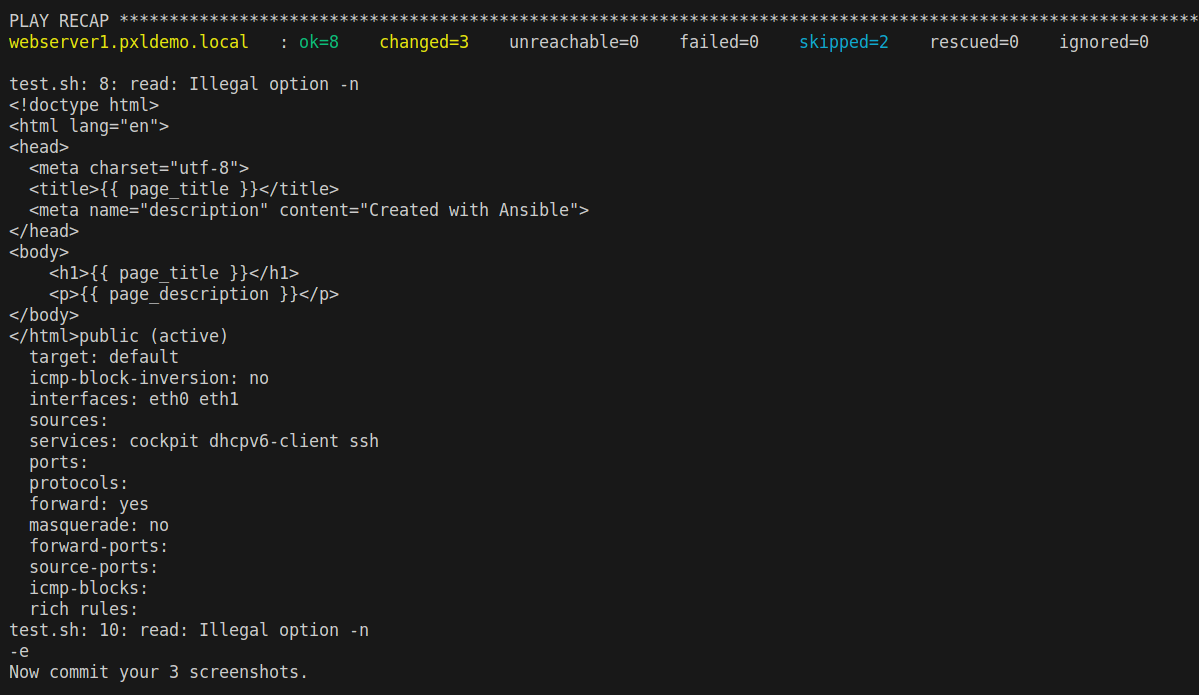 PLAY RECAP ************************************************************************************************************
webserver1.pxldemo.local   : ok=8    changed=3    unreachable=0    failed=0    skipped=2    rescued=0    ignored=0
test.sh: 8: read: Illegal option -n
<!doctype html>
<html lang="en">
<head>
  <meta charset="utf-8">
  <title>{{ page_title }}</title>
  <meta name="description" content="Created with Ansible">
</head>
<body>
    <h1>{{ page_title }}</h1>
    <p>{{ page_description }}</p>
</body>
</html>public (active)
  target: default
  icmp-block-inversion: no
  interfaces: eth0 eth1
  sources:
  services: cockpit dhcpv6-client ssh
  ports:
  protocols:
  forward: yes
  masquerade: no
  forward-ports:
  source-ports:
  icmp-blocks:
  rich rules:
test.sh: 10: read: Illegal option -n
-e
Now commit your 3 screenshots.